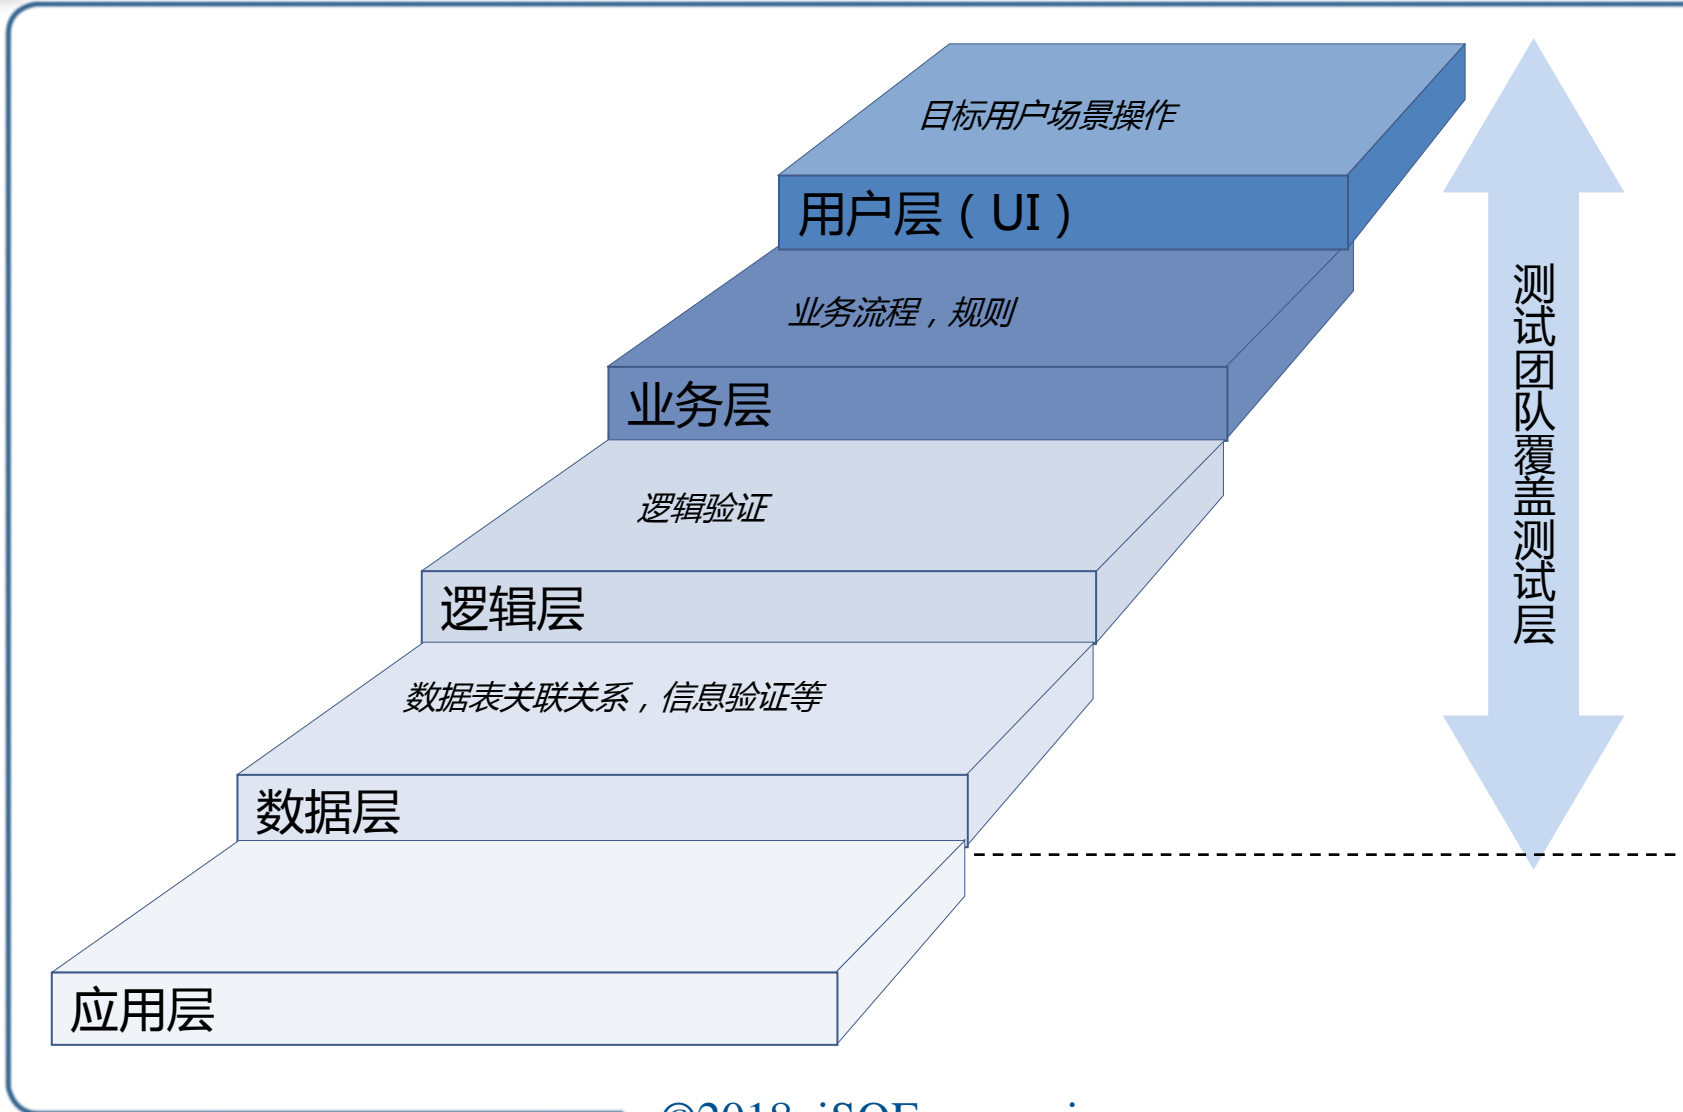 目标用户场景操作
用户层（UI）
业务流程，规则
业务层
逻辑验证
逻辑层
数据表关联关系，信息验证等
数据层
应用层
测试团队覆盖测试层
©2018 iSQE